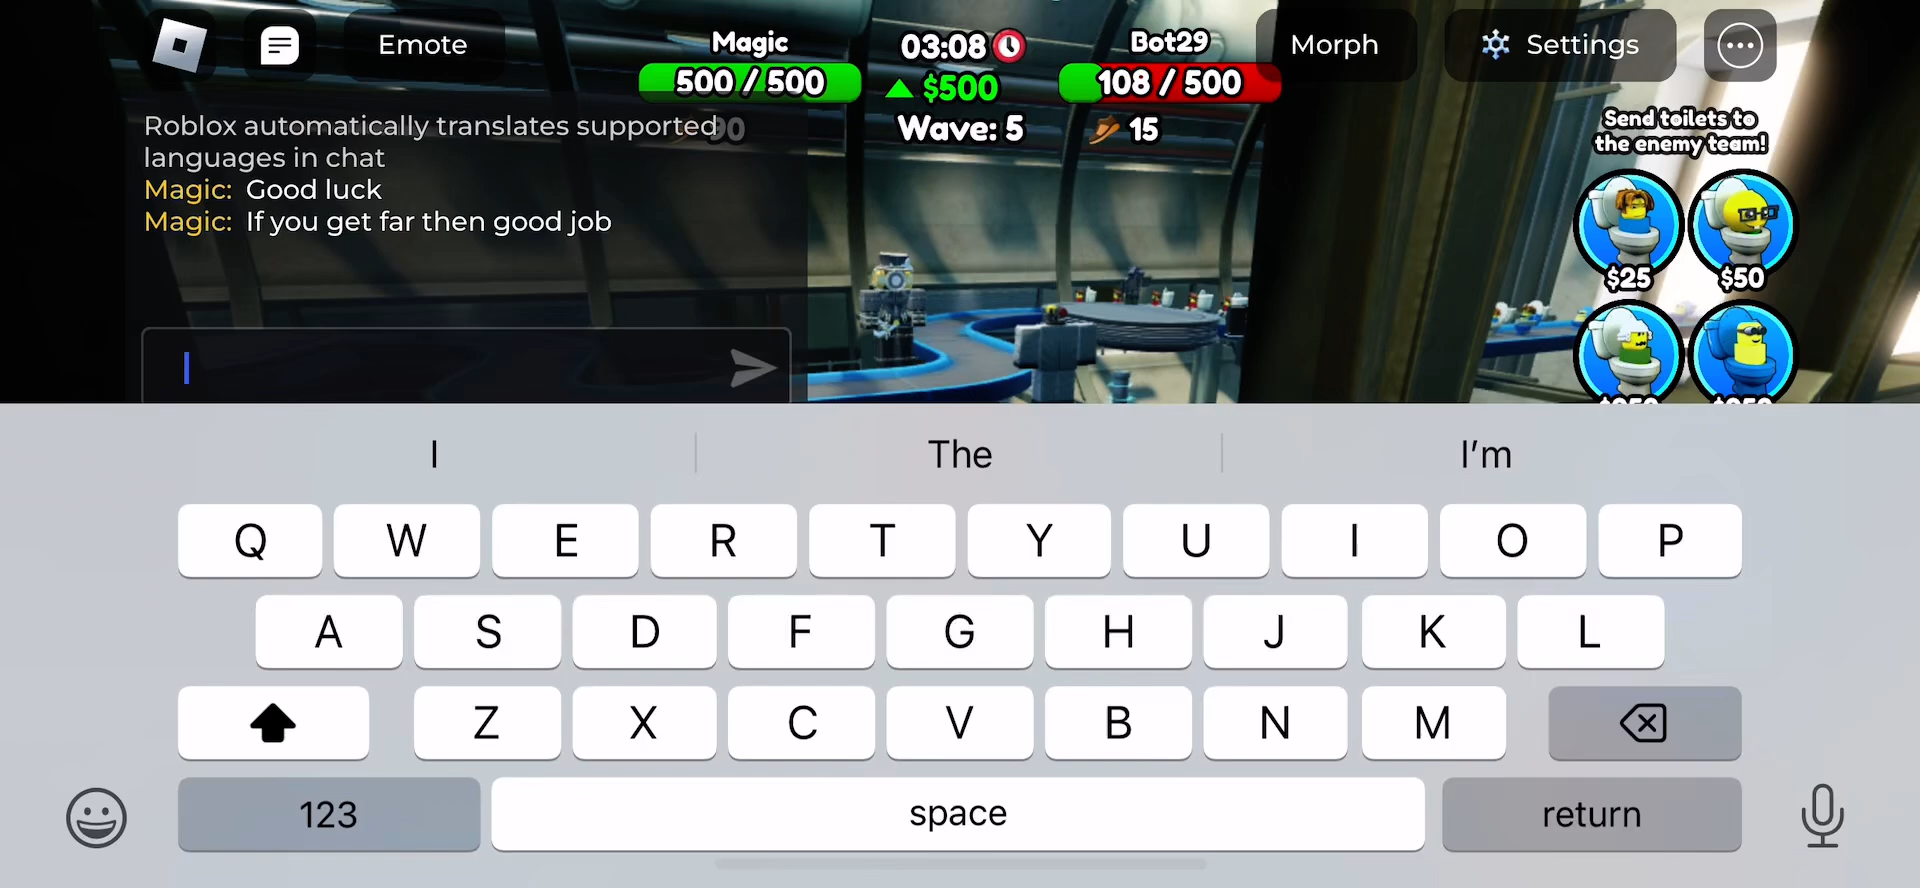 Emote
Magic
500 / 500
90
03:08
$500
Wave: 5
Bot29
108 / 500
15
Morph
Settings
Roblox automatically translates supported
languages in chat
Magic: Good luck
Magic: If you get far then good job
Send toilets to
the enemy team!
$25
$50
I
The
I'm
Q W E R T Y U I O P
A S D F G H J K L
Z X C V B N M
123
space
return